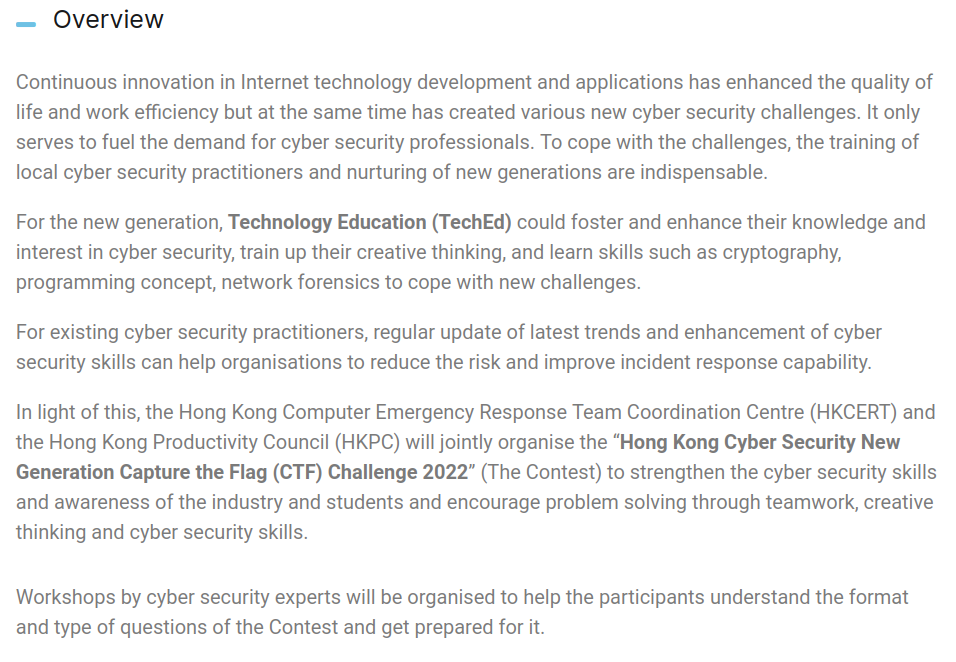 Overview
Continuous innovation in Internet technology development and applications has enhanced the quality of
life and work efficiency but at the same time has created various new cyber security challenges. It only
serves to fuel the demand for cyber security professionals. To cope with the challenges, the training of
local cyber security practitioners and nurturing of new generations are indispensable.
For the new generation, Technology Education (TechEd) could foster and enhance their knowledge and
interest in cyber security, train up their creative thinking, and learn skills such as cryptography,
programming concept, network forensics to cope with new challenges.
For existing cyber security practitioners, regular update of latest trends and enhancement of cyber
security skills can help organisations to reduce the risk and improve incident response capability.
In light of this, the Hong Kong Computer Emergency Response Team Coordination Centre (HKCERT) and
the Hong Kong Productivity Council (HKPC) will jointly organise the “Hong Kong Cyber Security New
Generation Capture the Flag (CTF) Challenge 2022” (The Contest) to strengthen the cyber security skills
and awareness of the industry and students and encourage problem solving through teamwork, creative
thinking and cyber security skills.
Workshops by cyber security experts will be organised to help the participants understand the format
and type of questions of the Contest and get prepared for it.